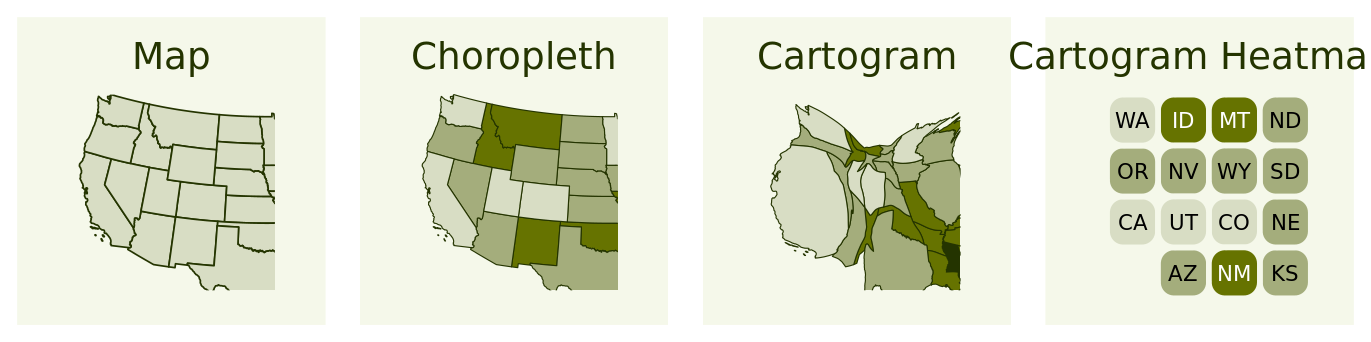 Map
Choropleth
Cartogram
Cartogram Heatma
WA ID MT ND
OR NV WY SD
CA UT CO NE
AZ NM KS